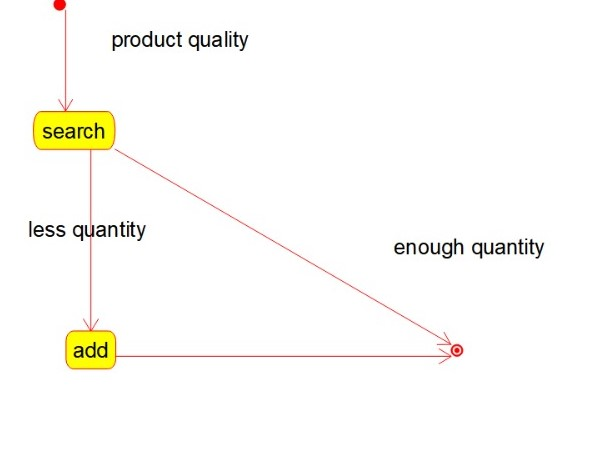 product quality
search
less quantity
enough quantity
add